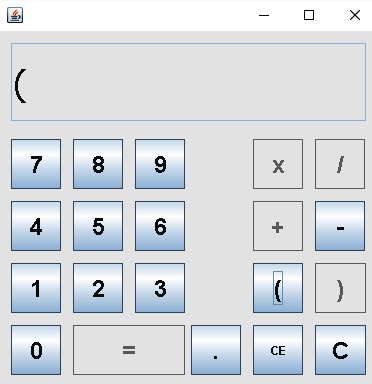 (
7 8 9 x /
4 5 6 + -
1 2 3 ( )
0 = . CE C